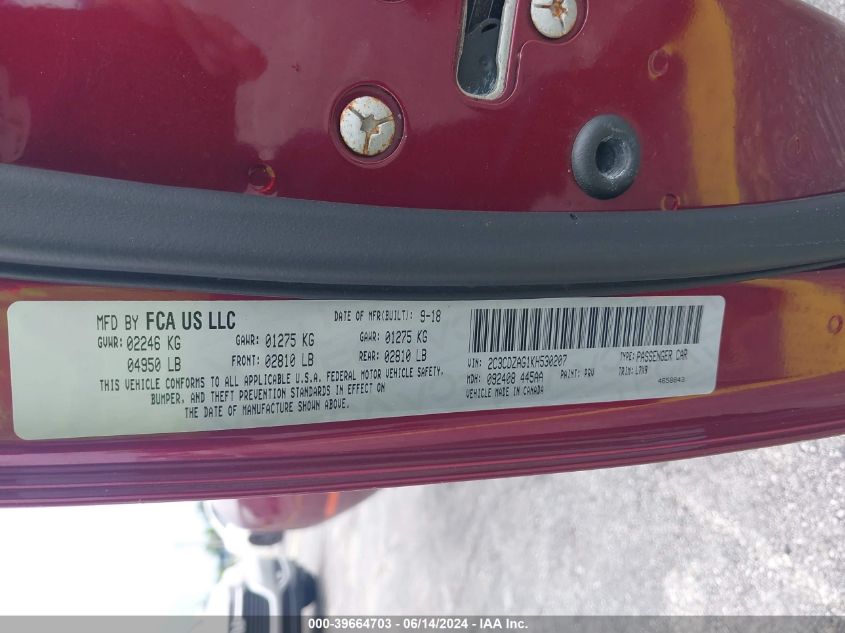 MFD BY FCA US LLC
DATE OF MFR(BUILT): 9-18
GVWR: 02246 KG GAWR: 01275 KG GAWR: 01275 KG
04950 LB FRONT: 02810 LB REAR: 02810 LB
THIS VEHICLE CONFORMS TO ALL APPLICABLE U.S.A. FEDERAL MOTOR VEHICLE SAFETY,
BUMPER, AND THEFT PREVENTION STANDARDS IN EFFECT ON
THE DATE OF MANUFACTURE SHOWN ABOVE.
VIN: 2C3CDZAG1KH530207 TYPE: PASSENGER CAR
MDH: 092408 445AA PAINT: PRV TRIM: L7X9
VEHICLE MADE IN CANADA 4658843
000-39664703 - 06/14/2024 - IAA Inc.